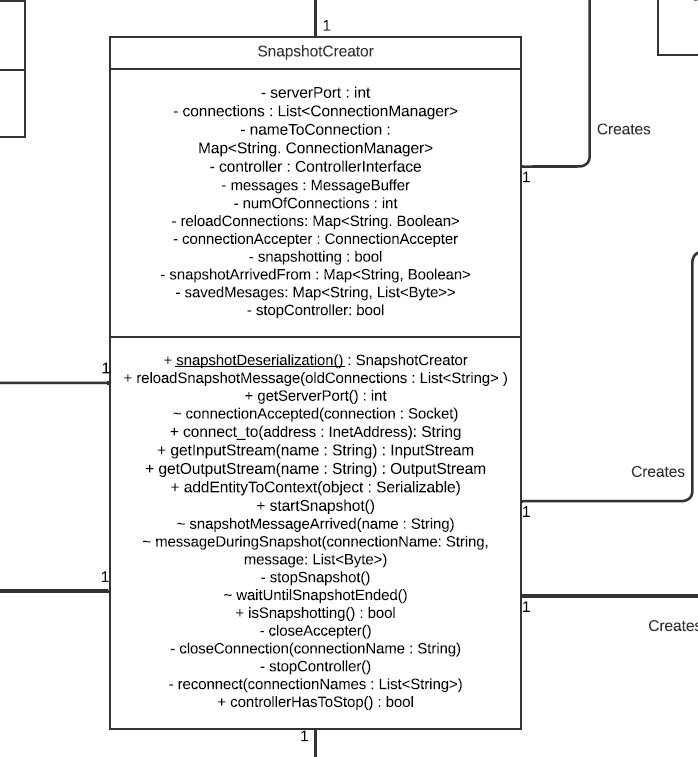 1
SnapshotCreator
- serverPort : int
- connections : List<ConnectionManager>
- nameToConnection :
Map<String. ConnectionManager>
- controller : ControllerInterface
- messages : MessageBuffer
- numOfConnections : int
- reloadConnections: Map<String. Boolean>
- connectionAccepter : ConnectionAccepter
- snapshotting : bool
- snapshotArrivedFrom : Map<String, Boolean>
- savedMesages: Map<String, List<Byte>>
- stopController: bool
Creates
1
1
+ snapshotDeserialization() : SnapshotCreator
+ reloadSnapshotMessage(oldConnections : List<String> )
+ getServerPort() : int
~ connectionAccepted(connection : Socket)
+ connect_to(address : InetAddress): String
+ getInputStream(name : String) : InputStream
+ getOutputStream(name : String) : OutputStream
+ addEntityToContext(object : Serializable)
+ startSnapshot()
~ snapshotMessageArrived(name : String)
~ messageDuringSnapshot(connectionName: String,
message: List<Byte>)
- stopSnapshot()
~ waitUntilSnapshotEnded()
+ isSnapshotting() : bool
- closeAccepter()
- closeConnection(connectionName : String)
- stopController()
- reconnect(connectionNames : List<String>)
+ controllerHasToStop() : bool
Creates
1
1
1
Creates
1